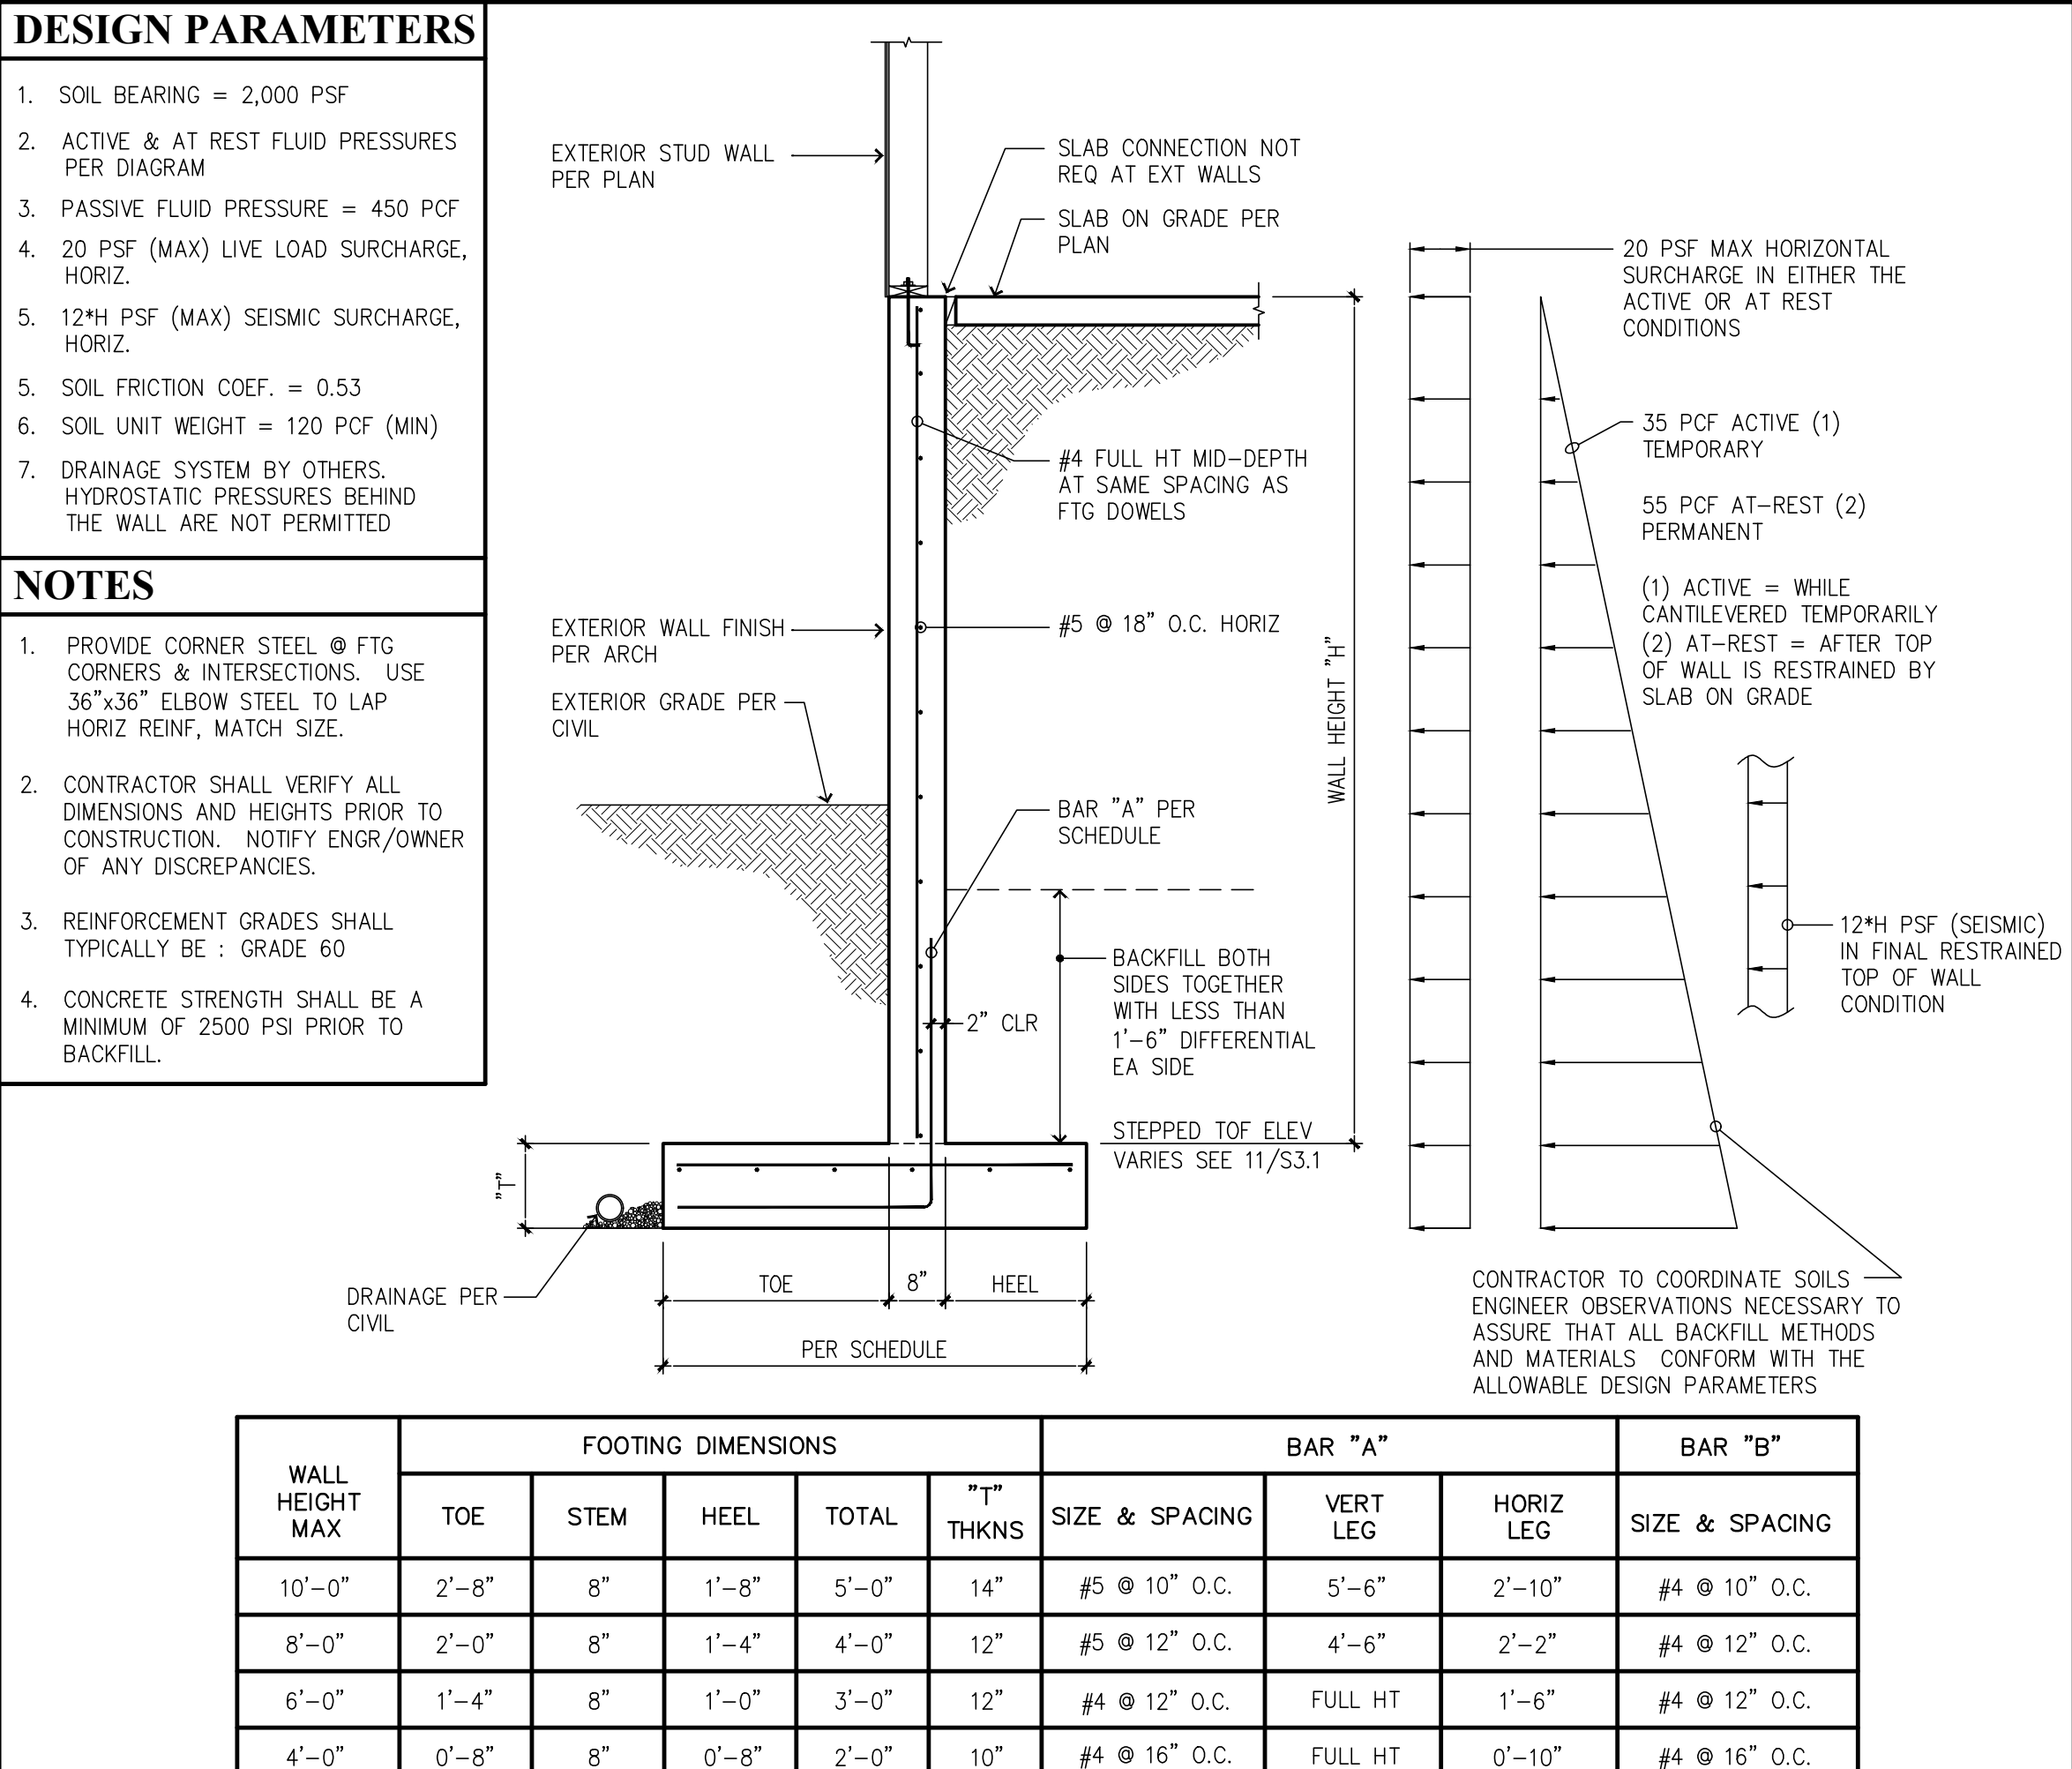 DESIGN PARAMETERS
1. SOIL BEARING = 2,000 PSF
2. ACTIVE & AT REST FLUID PRESSURES
PER DIAGRAM
3. PASSIVE FLUID PRESSURE = 450 PCF
4. 20 PSF (MAX) LIVE LOAD SURCHARGE,
HORIZ.
5. 12*H PSF (MAX) SEISMIC SURCHARGE,
HORIZ.
5. SOIL FRICTION COEF. = 0.53
6. SOIL UNIT WEIGHT = 120 PCF (MIN)
7. DRAINAGE SYSTEM BY OTHERS.
HYDROSTATIC PRESSURES BEHIND
THE WALL ARE NOT PERMITTED
NOTES
1. PROVIDE CORNER STEEL @ FTG
CORNERS & INTERSECTIONS. USE
36"x36" ELBOW STEEL TO LAP
HORIZ REINF, MATCH SIZE.
2. CONTRACTOR SHALL VERIFY ALL
DIMENSIONS AND HEIGHTS PRIOR TO
CONSTRUCTION. NOTIFY ENGR/OWNER
OF ANY DISCREPANCIES.
3. REINFORCEMENT GRADES SHALL
TYPICALLY BE : GRADE 60
4. CONCRETE STRENGTH SHALL BE A
MINIMUM OF 2500 PSI PRIOR TO
BACKFILL.
EXTERIOR STUD WALL
PER PLAN
SLAB CONNECTION NOT
REQ AT EXT WALLS
SLAB ON GRADE PER
PLAN
#4 FULL HT MID-DEPTH
AT SAME SPACING AS
FTG DOWELS
EXTERIOR WALL FINISH
PER ARCH
#5 @ 18" O.C. HORIZ
EXTERIOR GRADE PER
CIVIL
BAR "A" PER
SCHEDULE
WALL HEIGHT "H"
BACKFILL BOTH
SIDES TOGETHER
WITH LESS THAN
1'-6" DIFFERENTIAL
EA SIDE
2" CLR
STEPPED TOF ELEV
VARIES SEE 11/S3.1
"T"
DRAINAGE PER
CIVIL
TOE
8"
HEEL
PER SCHEDULE
20 PSF MAX HORIZONTAL
SURCHARGE IN EITHER THE
ACTIVE OR AT REST
CONDITIONS
35 PCF ACTIVE (1)
TEMPORARY
55 PCF AT-REST (2)
PERMANENT
(1) ACTIVE = WHILE
CANTILEVERED TEMPORARILY
(2) AT-REST = AFTER TOP
OF WALL IS RESTRAINED BY
SLAB ON GRADE
12*H PSF (SEISMIC)
IN FINAL RESTRAINED
TOP OF WALL
CONDITION
CONTRACTOR TO COORDINATE SOILS
ENGINEER OBSERVATIONS NECESSARY TO
ASSURE THAT ALL BACKFILL METHODS
AND MATERIALS CONFORM WITH THE
ALLOWABLE DESIGN PARAMETERS
WALL
HEIGHT
MAX
FOOTING DIMENSIONS
BAR "A"
BAR "B"
TOE
STEM
HEEL
TOTAL
"T"
THKNS
SIZE & SPACING
VERT
LEG
HORIZ
LEG
SIZE & SPACING
10'-0" 2'-8" 8" 1'-8" 5'-0" 14" #5 @ 10" O.C. 5'-6" 2'-10" #4 @ 10" O.C.
8'-0" 2'-0" 8" 1'-4" 4'-0" 12" #5 @ 12" O.C. 4'-6" 2'-2" #4 @ 12" O.C.
6'-0" 1'-4" 8" 1'-0" 3'-0" 12" #4 @ 12" O.C. FULL HT 1'-6" #4 @ 12" O.C.
4'-0" 0'-8" 8" 0'-8" 2'-0" 10" #4 @ 16" O.C. FULL HT 0'-10" #4 @ 16" O.C.